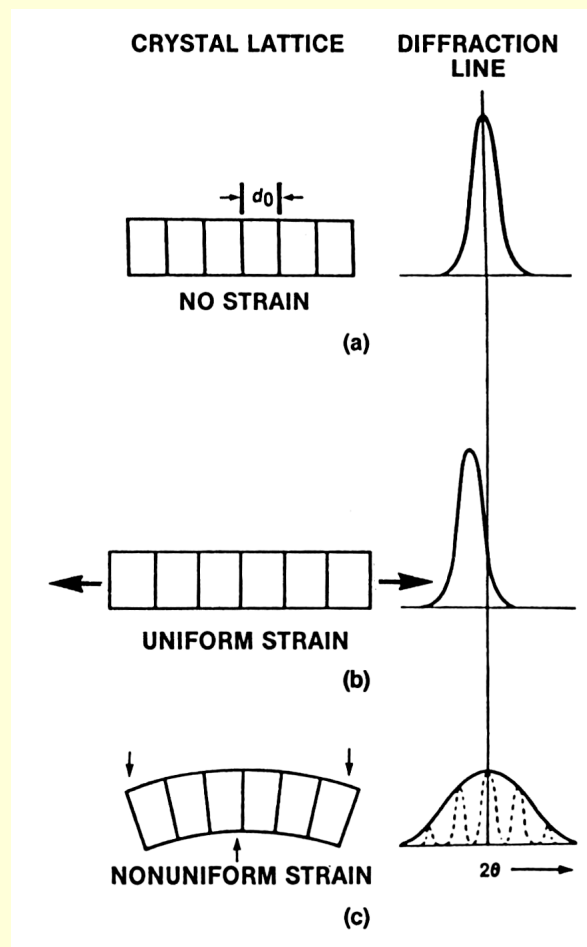 CRYSTAL LATTICE
DIFFRACTION
LINE
d0
NO STRAIN
(a)
UNIFORM STRAIN
(b)
NONUNIFORM STRAIN
2θ
(c)